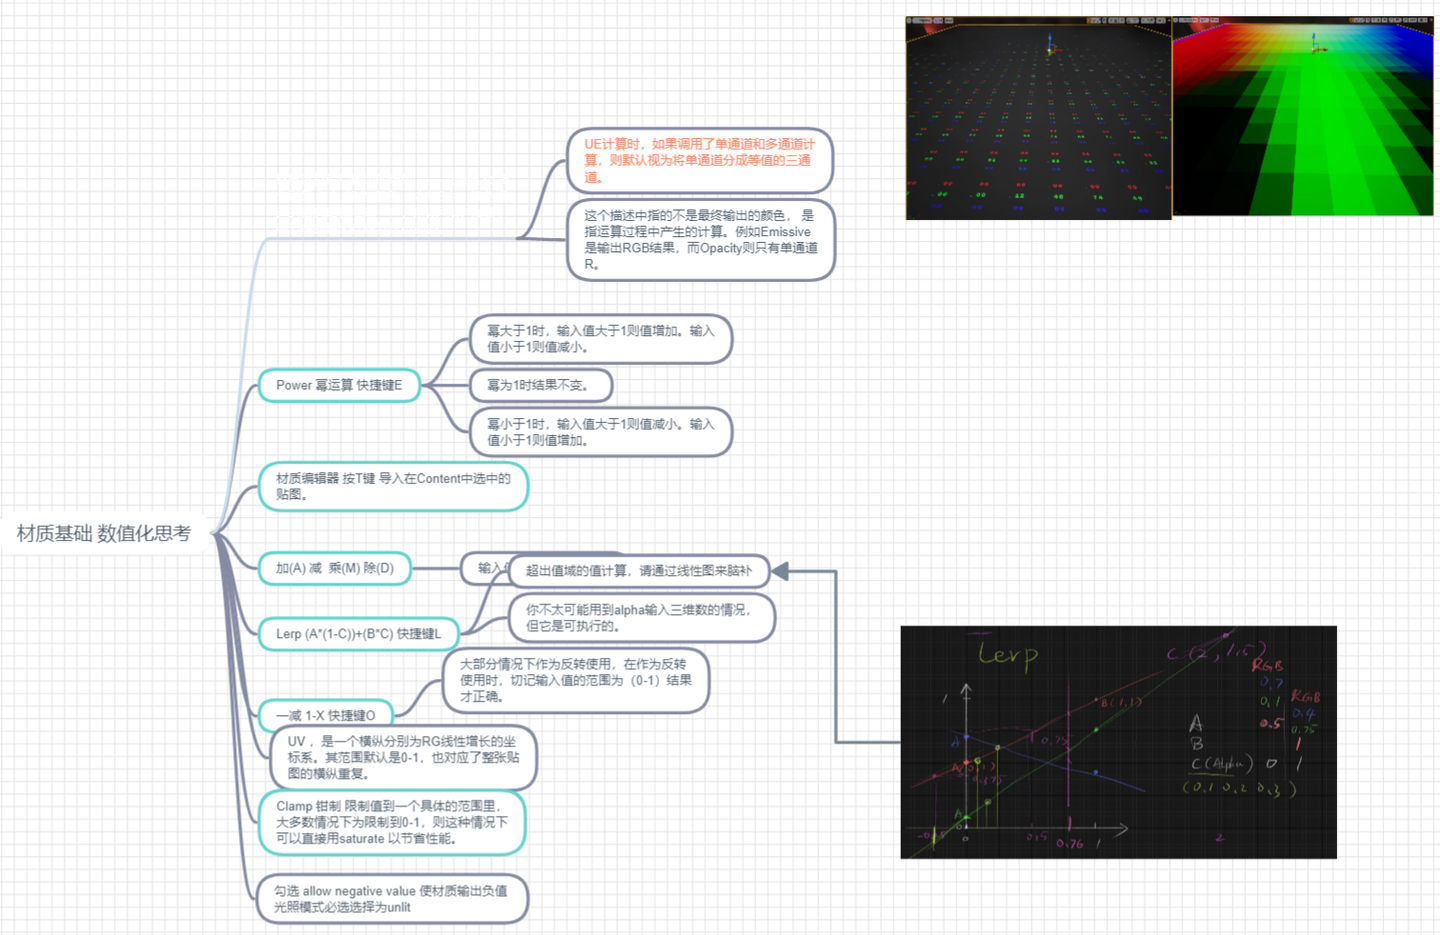 UE计算时，如果调用了单通道和多通道计
算，则默认视为将单通道分成等值的三通
道。
这个描述中指的不是最终输出的颜色， 是
指运算过程中产生的计算。例如Emissive
是输出RGB结果，而Opacity则只有单通道
R。
幂大于1时，输入值大于1则值增加。输入
值小于1则值减小。
Power 幂运算 快捷键E
幂为1时结果不变。
幂小于1时，输入值大于1则值减小。输入
值小于1则值增加。
材质编辑器 按T键 导入在Content中选中的
贴图。
材质基础 数值化思考
加(A) 减 乘(M) 除(D)
输入
超出值域的值计算，请通过线性图来脑补
你不太可能用到alpha输入三维数的情况，
但它是可执行的。
Lerp (A*(1-C))+(B*C) 快捷键L
大部分情况下作为反转使用，在作为反转
使用时，切记输入值的范围为（0-1）结果
才正确。
一减 1-X 快捷键O
UV ，是一个横纵分别为RG线性增长的坐
标系。其范围默认是0-1，也对应了整张贴
图的横纵重复。
Clamp 钳制 限制值到一个具体的范围里，
大多数情况下为限制到0-1，则这种情况下
可以直接用saturate 以节省性能。
勾选 allow negative value 使材质输出负值
光照模式必选选择为unlit
Lerp
C(2,1.5)
RGB
0.7
0.1
0.5
RGB
0.4
0.75
1
A
B
C(Alpha) 0 1
(0.1 0.2 0.3)
B(1,1)
0.75
0.5
0.76
1
2